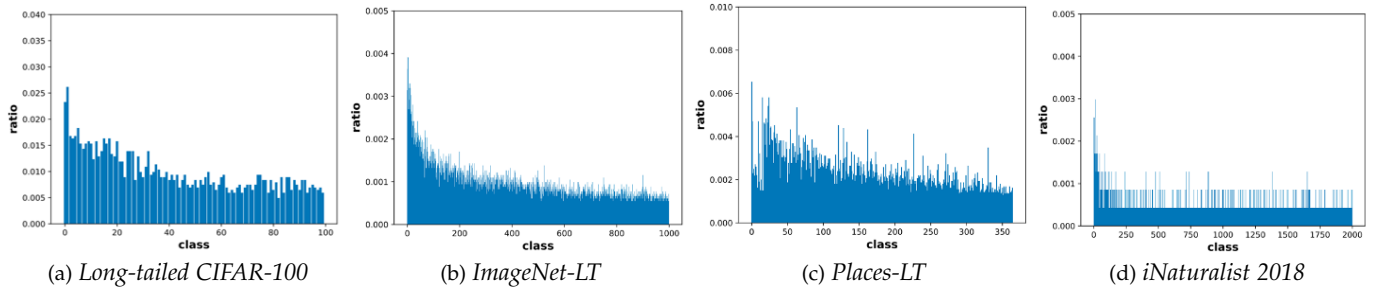 0.040
0.035
0.030
0.025
0.020
0.015
0.010
0.005
0.000
ratio
0 20 40 60 80 100
class
(a) Long-tailed CIFAR-100
0.005
0.004
0.003
0.002
0.001
0.000
ratio
0 200 400 600 800 1000
class
(b) ImageNet-LT
0.010
0.008
0.006
0.004
0.002
0.000
ratio
0 50 100 150 200 250 300 350
class
(c) Places-LT
0.005
0.004
0.003
0.002
0.001
0.000
ratio
0 250 500 750 1000 1250 1500 1750 2000
class
(d) iNaturalist 2018